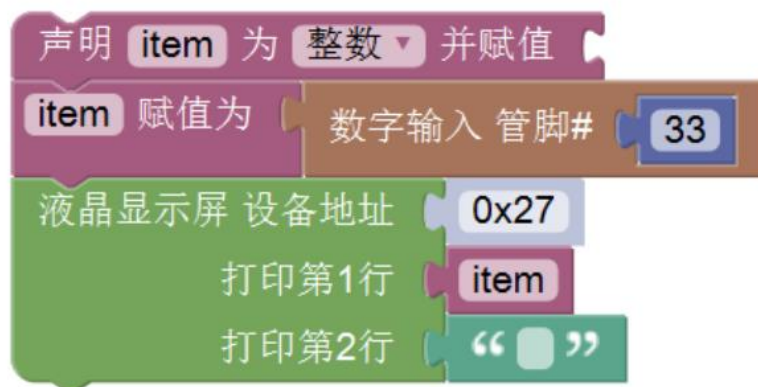 声明 item 为 整数 并赋值
item 赋值为 数字输入 管脚# 33
液晶显示屏 设备地址 0x27
打印第1行 item
打印第2行 “ ”